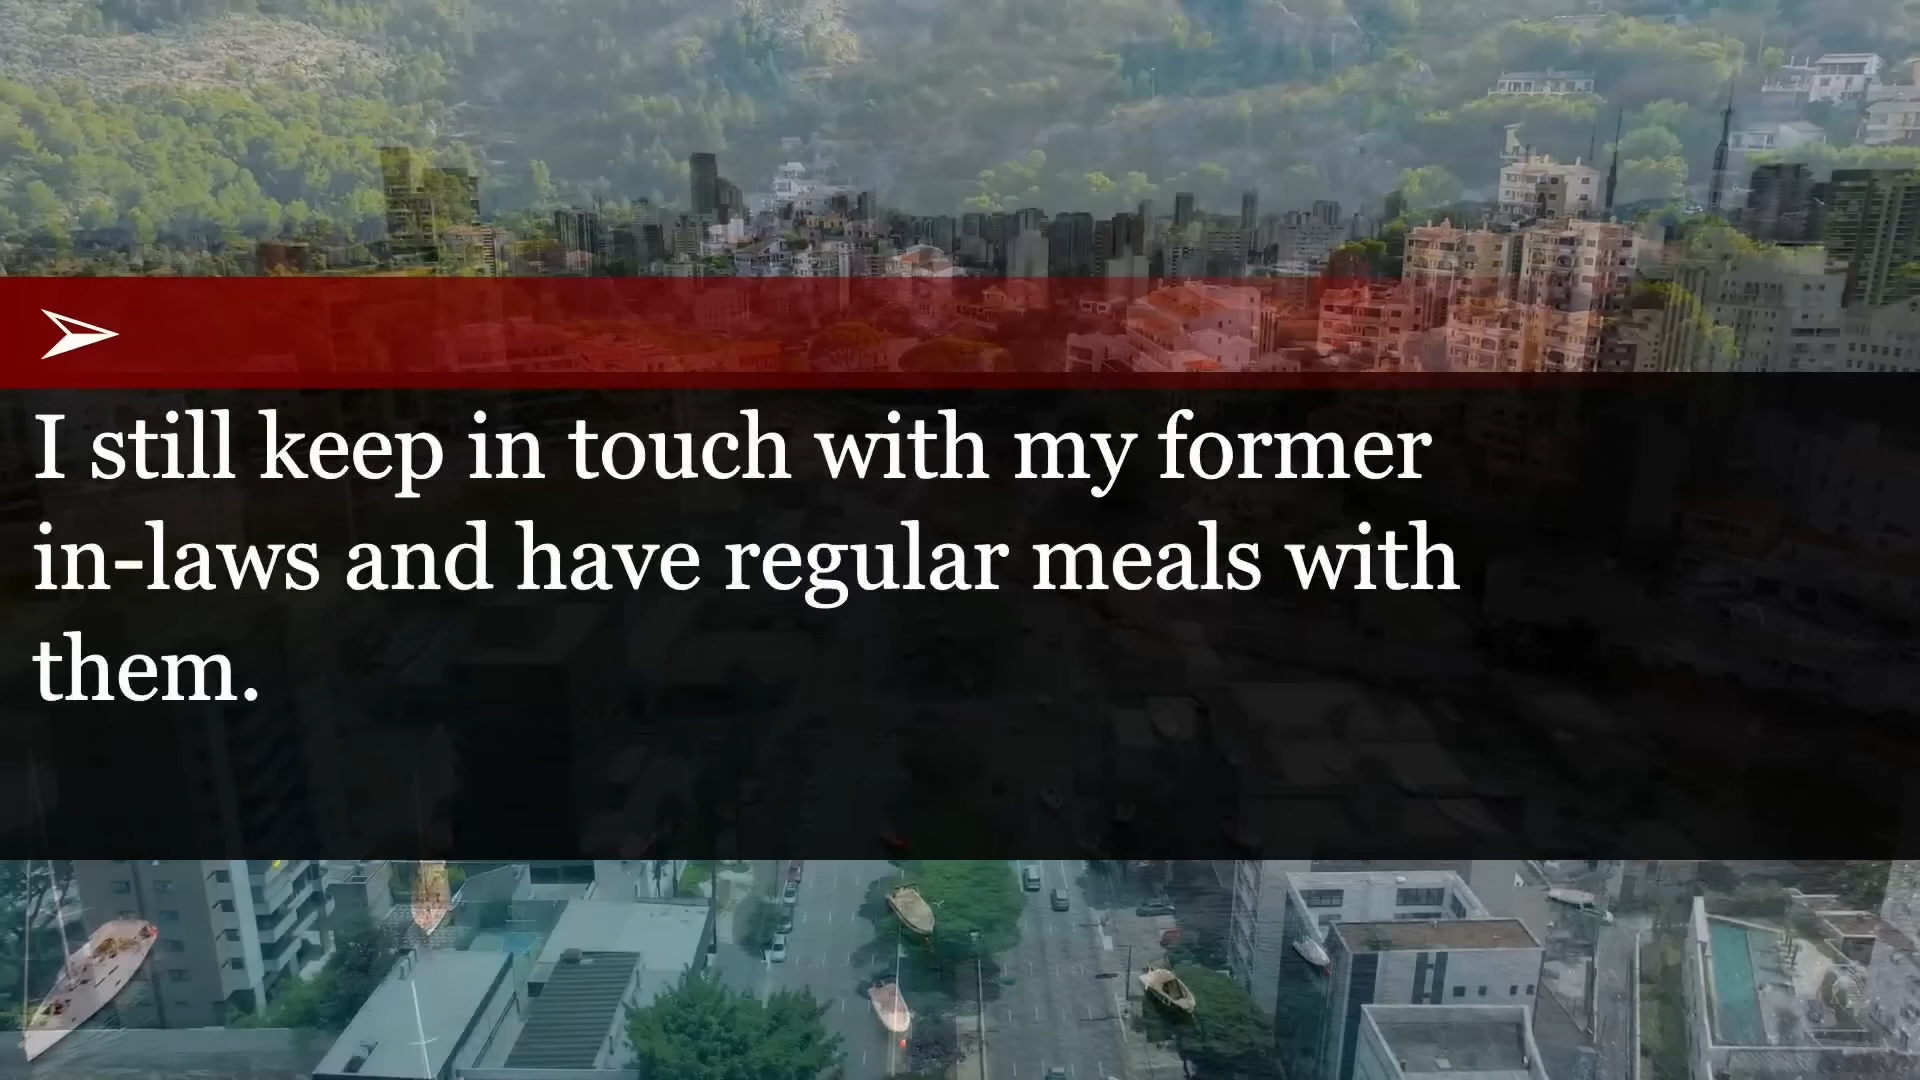 I still keep in touch with my former
in-laws and have regular meals with
them.